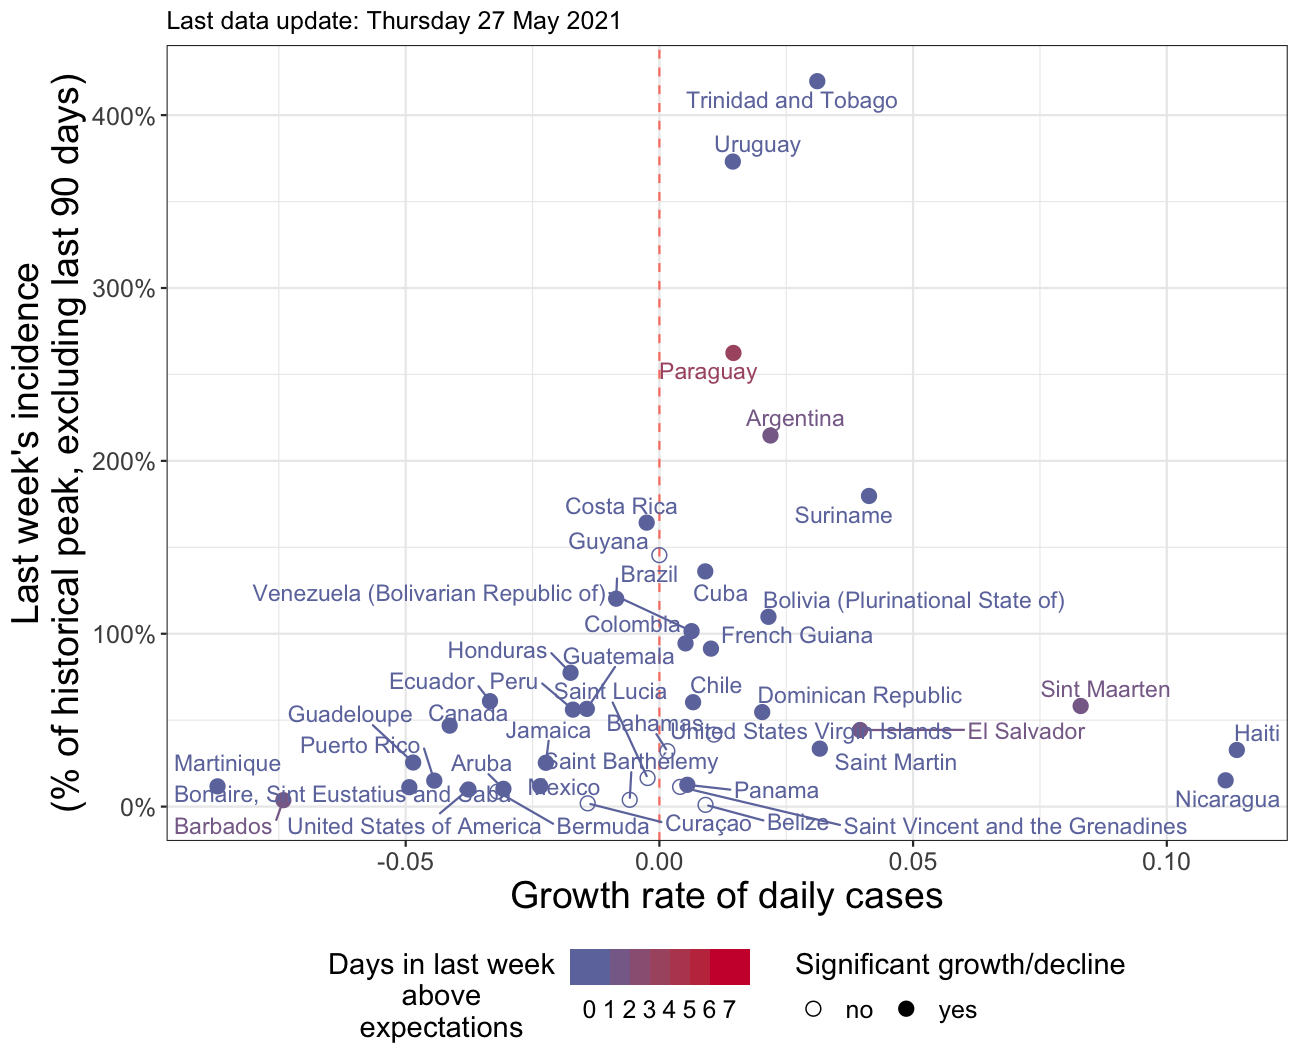 Last data update: Thursday 27 May 2021
Last week's incidence
(% of historical peak, excluding last 90 days)
400%
300%
200%
100%
0%
Trinidad and Tobago
Uruguay
Paraguay
Argentina
Suriname
Costa Rica
Guyana
Brazil
Venezuela (Bolivarian Republic of)
Cuba
Bolivia (Plurinational State of)
Colombia
French Guiana
Honduras
Guatemala
Ecuador
Peru
Saint Lucia
Chile
Dominican Republic
Sint Maarten
Guadeloupe
Canada
Bahamas
Jamaica
United States Virgin Islands
El Salvador
Haiti
Puerto Rico
Martinique
Aruba
Saint Barthelemy
Saint Martin
Bonaire, Sint Eustatius and Saba
Mexico
Panama
Nicaragua
Barbados
United States of America
Bermuda
Curaçao
Belize
Saint Vincent and the Grenadines
-0.05
0.00
0.05
0.10
Growth rate of daily cases
Days in last week
above
expectations
0 1 2 3 4 5 6 7
Significant growth/decline
no
yes